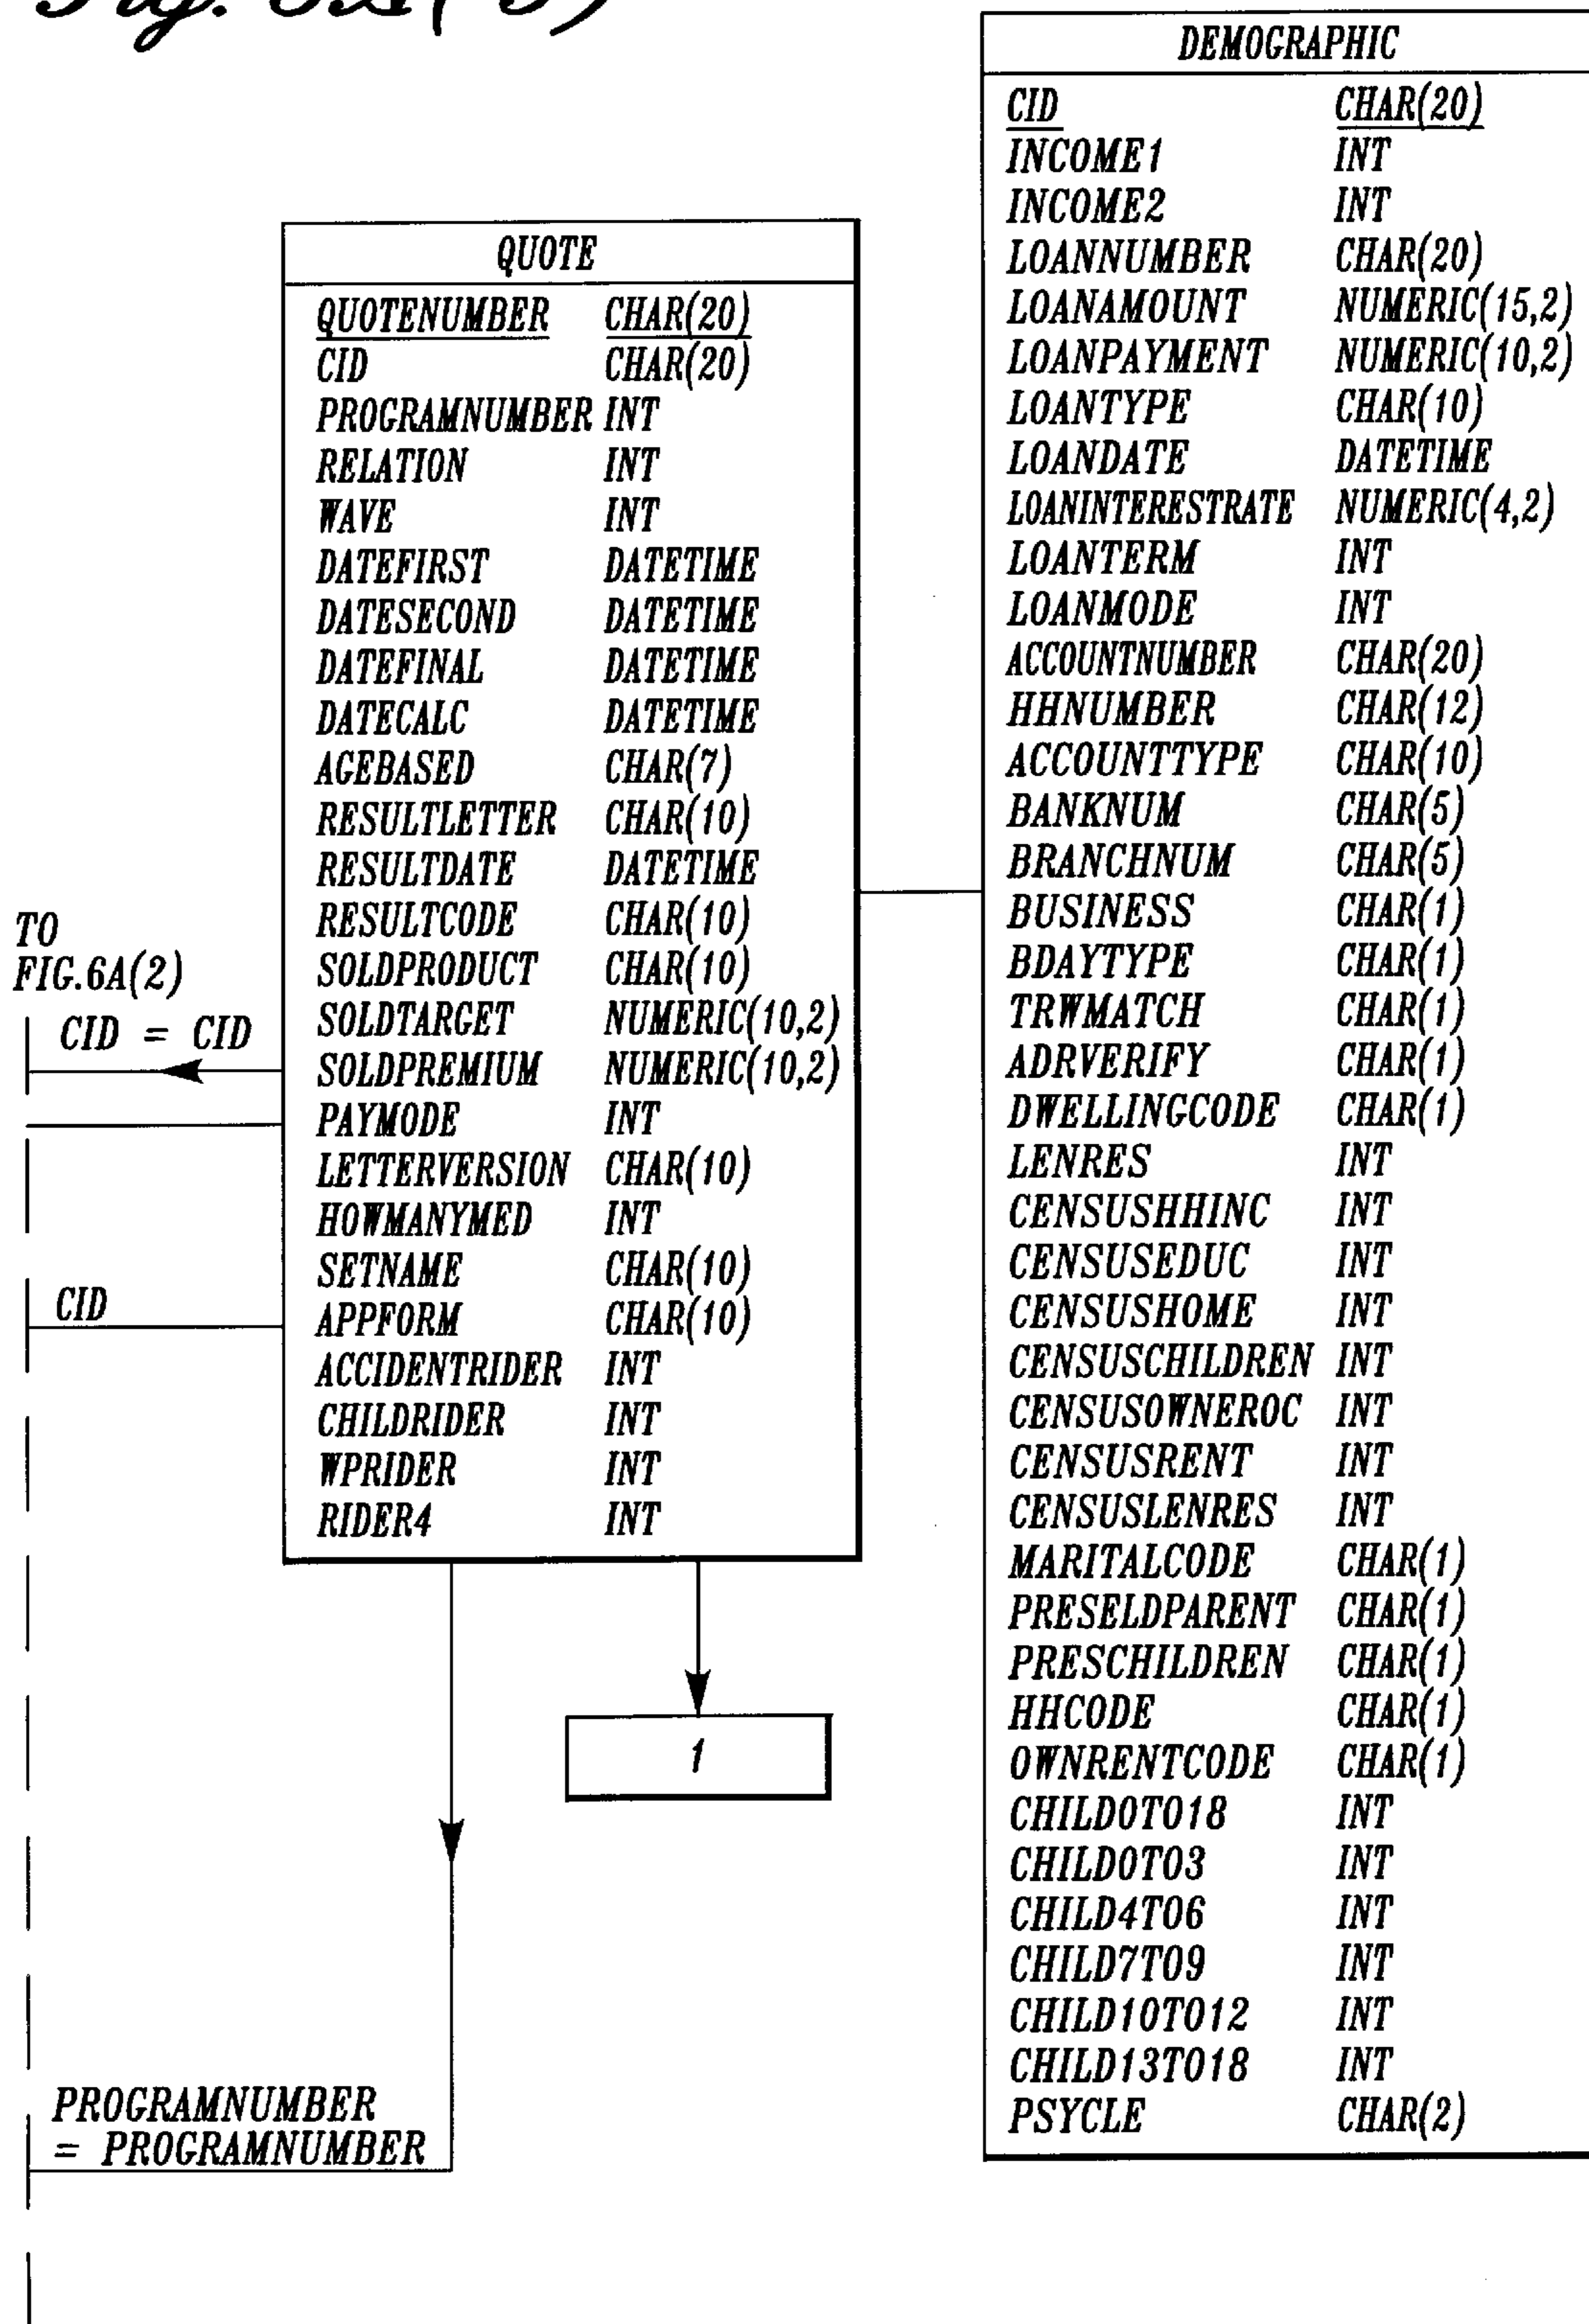 DEMOGRAPHIC
CID CHAR(20)
INCOME1 INT
INCOME2 INT
LOANNUMBER CHAR(20)
LOANAMOUNT NUMERIC(15,2)
LOANPAYMENT NUMERIC(10,2)
LOANTYPE CHAR(10)
LOANDATE DATETIME
LOANINTERESTRATE NUMERIC(4,2)
LOANTERM INT
LOANMODE INT
ACCOUNTNUMBER CHAR(20)
HHNUMBER CHAR(12)
ACCOUNTTYPE CHAR(10)
BANKNUM CHAR(5)
BRANCHNUM CHAR(5)
BUSINESS CHAR(1)
BDAYTYPE CHAR(1)
TRWMATCH CHAR(1)
ADRVERIFY CHAR(1)
DWELLINGCODE CHAR(1)
LENRES INT
CENSUSHHINC INT
CENSUSEDUC INT
CENSUSHOME INT
CENSUSCHILDREN INT
CENSUSOWNEROC INT
CENSUSRENT INT
CENSUSLENRES INT
MARITALCODE CHAR(1)
PRESELDPARENT CHAR(1)
PRESCHILDREN CHAR(1)
HHCODE CHAR(1)
OWNRENTCODE CHAR(1)
CHILD0TO18 INT
CHILD0TO3 INT
CHILD4TO6 INT
CHILD7TO9 INT
CHILD10TO12 INT
CHILD13TO18 INT
PSYCLE CHAR(2)
QUOTE
QUOTENUMBER CHAR(20)
CID CHAR(20)
PROGRAMNUMBER INT
RELATION INT
WAVE INT
DATEFIRST DATETIME
DATESECOND DATETIME
DATEFINAL DATETIME
DATECALC DATETIME
AGEBASED CHAR(7)
RESULTLETTER CHAR(10)
RESULTDATE DATETIME
RESULTCODE CHAR(10)
SOLDPRODUCT CHAR(10)
SOLDTARGET NUMERIC(10,2)
SOLDPREMIUM NUMERIC(10,2)
PAYMODE INT
LETTERVERSION CHAR(10)
HOWMANYMED INT
SETNAME CHAR(10)
APPFORM CHAR(10)
ACCIDENTRIDER INT
CHILDRIDER INT
WPRIDER INT
RIDER4 INT
TO
FIG.6A(2)
CID = CID
CID
1
PROGRAMNUMBER
= PROGRAMNUMBER